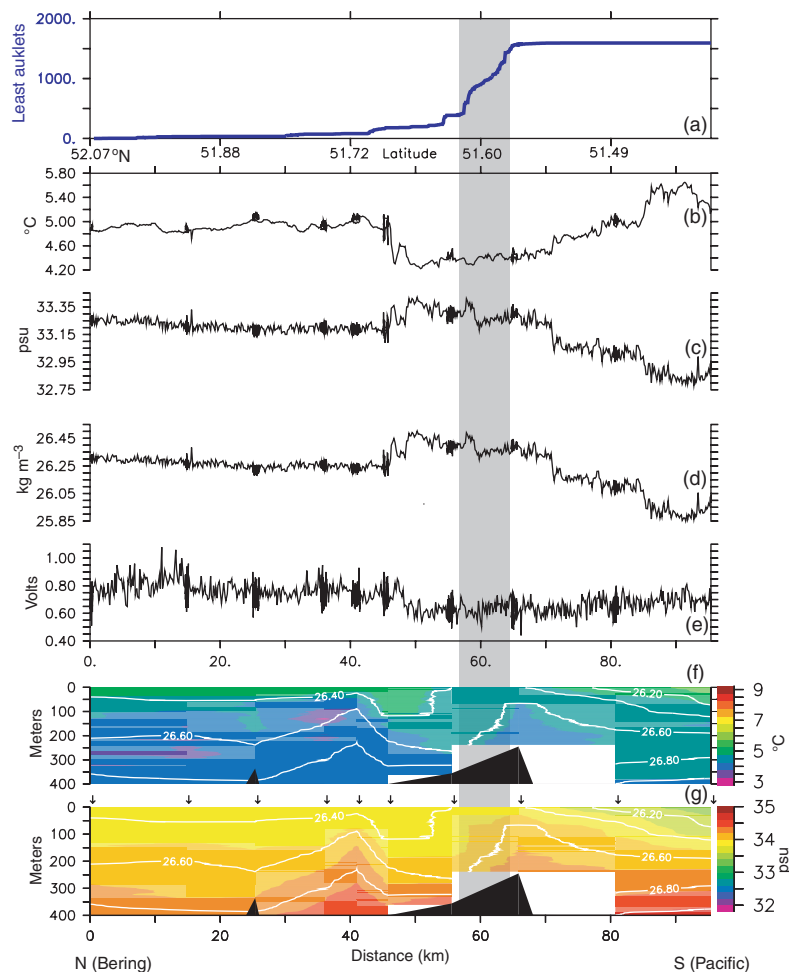 2000.
1000.
0.
Least auklets
(a)
52.07°N 51.88 51.72 Latitude 51.60 51.49
5.80
5.40
5.00
4.60
4.20
°C
(b)
33.35
33.15
32.95
32.75
psu
(c)
26.45
26.25
26.05
25.85
kg m−3
(d)
1.00
0.80
0.60
0.40
Volts
(e)
0. 20. 40. 60. 80.
(f)
0
100
200
300
400
Meters
26.40
26.60
26.20
26.60
26.80
9
7
5
3
°C
(g)
0
100
200
300
400
Meters
26.40
26.60
26.20
26.60
26.80
35
34
33
32
psu
0 20 40 60 80
Distance (km)
N (Bering) S (Pacific)